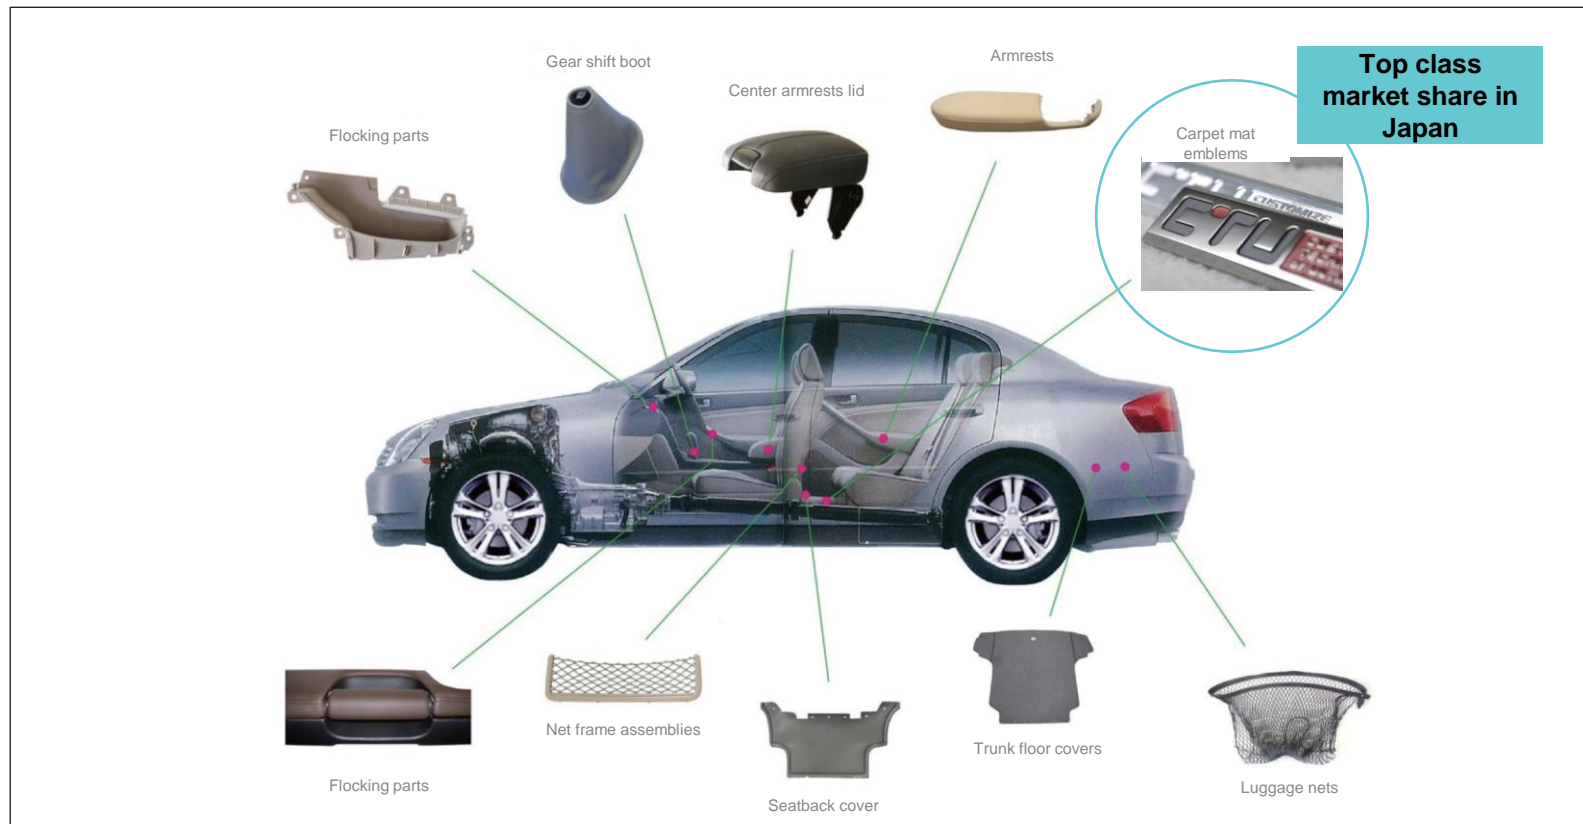 Gear shift boot
Armrests
Top class
market share in
Japan
Center armrests lid
Flocking parts
Carpet mat
emblems
CUSTOMIZE
Net frame assemblies
Trunk floor covers
Flocking parts
Seatback cover
Luggage nets